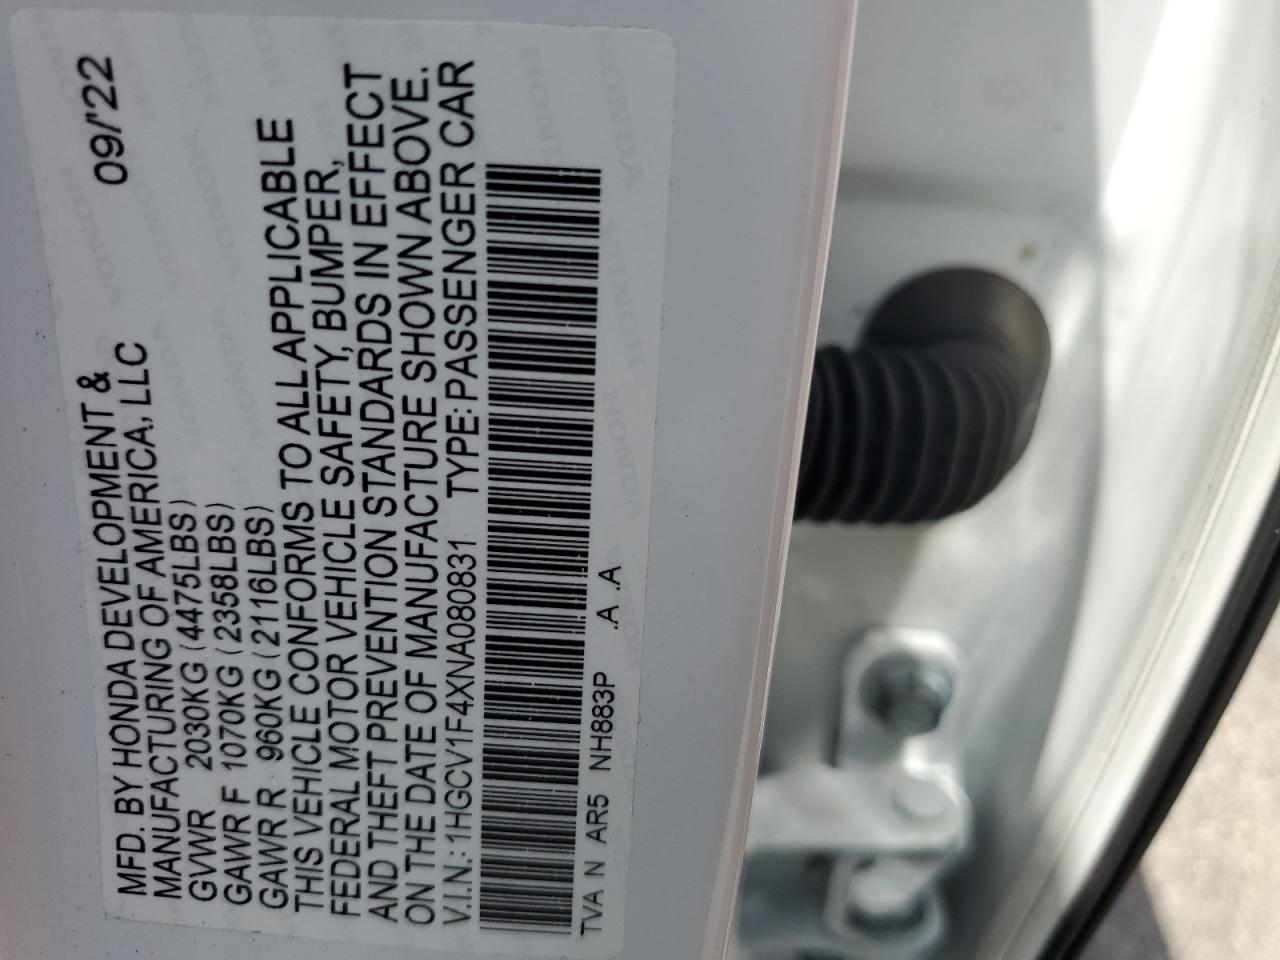 MFD. BY HONDA DEVELOPMENT & 09/'22
MANUFACTURING OF AMERICA, LLC
GVWR 2030KG (4475LBS)
GAWR F 1070KG (2358LBS)
GAWR R 960KG (2116LBS)
THIS VEHICLE CONFORMS TO ALL APPLICABLE
FEDERAL MOTOR VEHICLE SAFETY, BUMPER,
AND THEFT PREVENTION STANDARDS IN EFFECT
ON THE DATE OF MANUFACTURE SHOWN ABOVE.
V.I.N.: 1HGCV1F4XNA080831 TYPE: PASSENGER CAR
TVA N AR5 NH883P .A .A